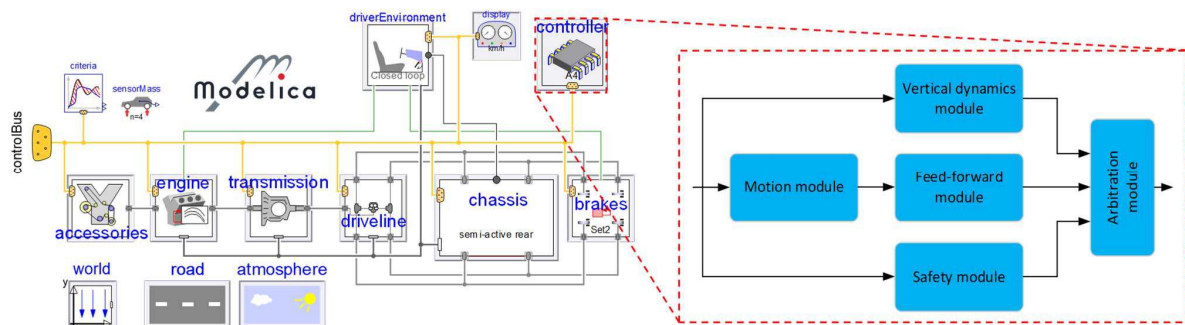 driverEnvironment
display
km/h
controller
A4
Closed loop
criteria
sensorMass
n=4
Modelica
controlBus
accessories
engine
transmission
driveline
chassis
semi-active rear
brakes
Set2
world
y
road
atmosphere
Vertical dynamics
module
Motion module
Feed-forward
module
Safety module
Arbitration
module